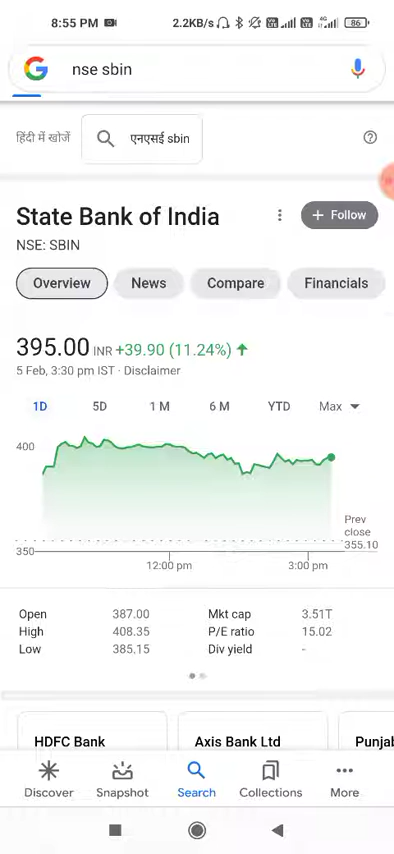 8:55 PM 2.2KB/s 4G 86
nse sbin
हिंदी में खोजें एनएसई sbin
State Bank of India + Follow
NSE: SBIN
Overview News Compare Financials
395.00 INR +39.90 (11.24%)
5 Feb, 3:30 pm IST · Disclaimer
1D 5D 1 M 6 M YTD Max
400
Prev
close
355.10
350
12:00 pm 3:00 pm
Open 387.00 Mkt cap 3.51T
High 408.35 P/E ratio 15.02
Low 385.15 Div yield -
HDFC Bank Axis Bank Ltd Punjab
Discover Snapshot Search Collections More